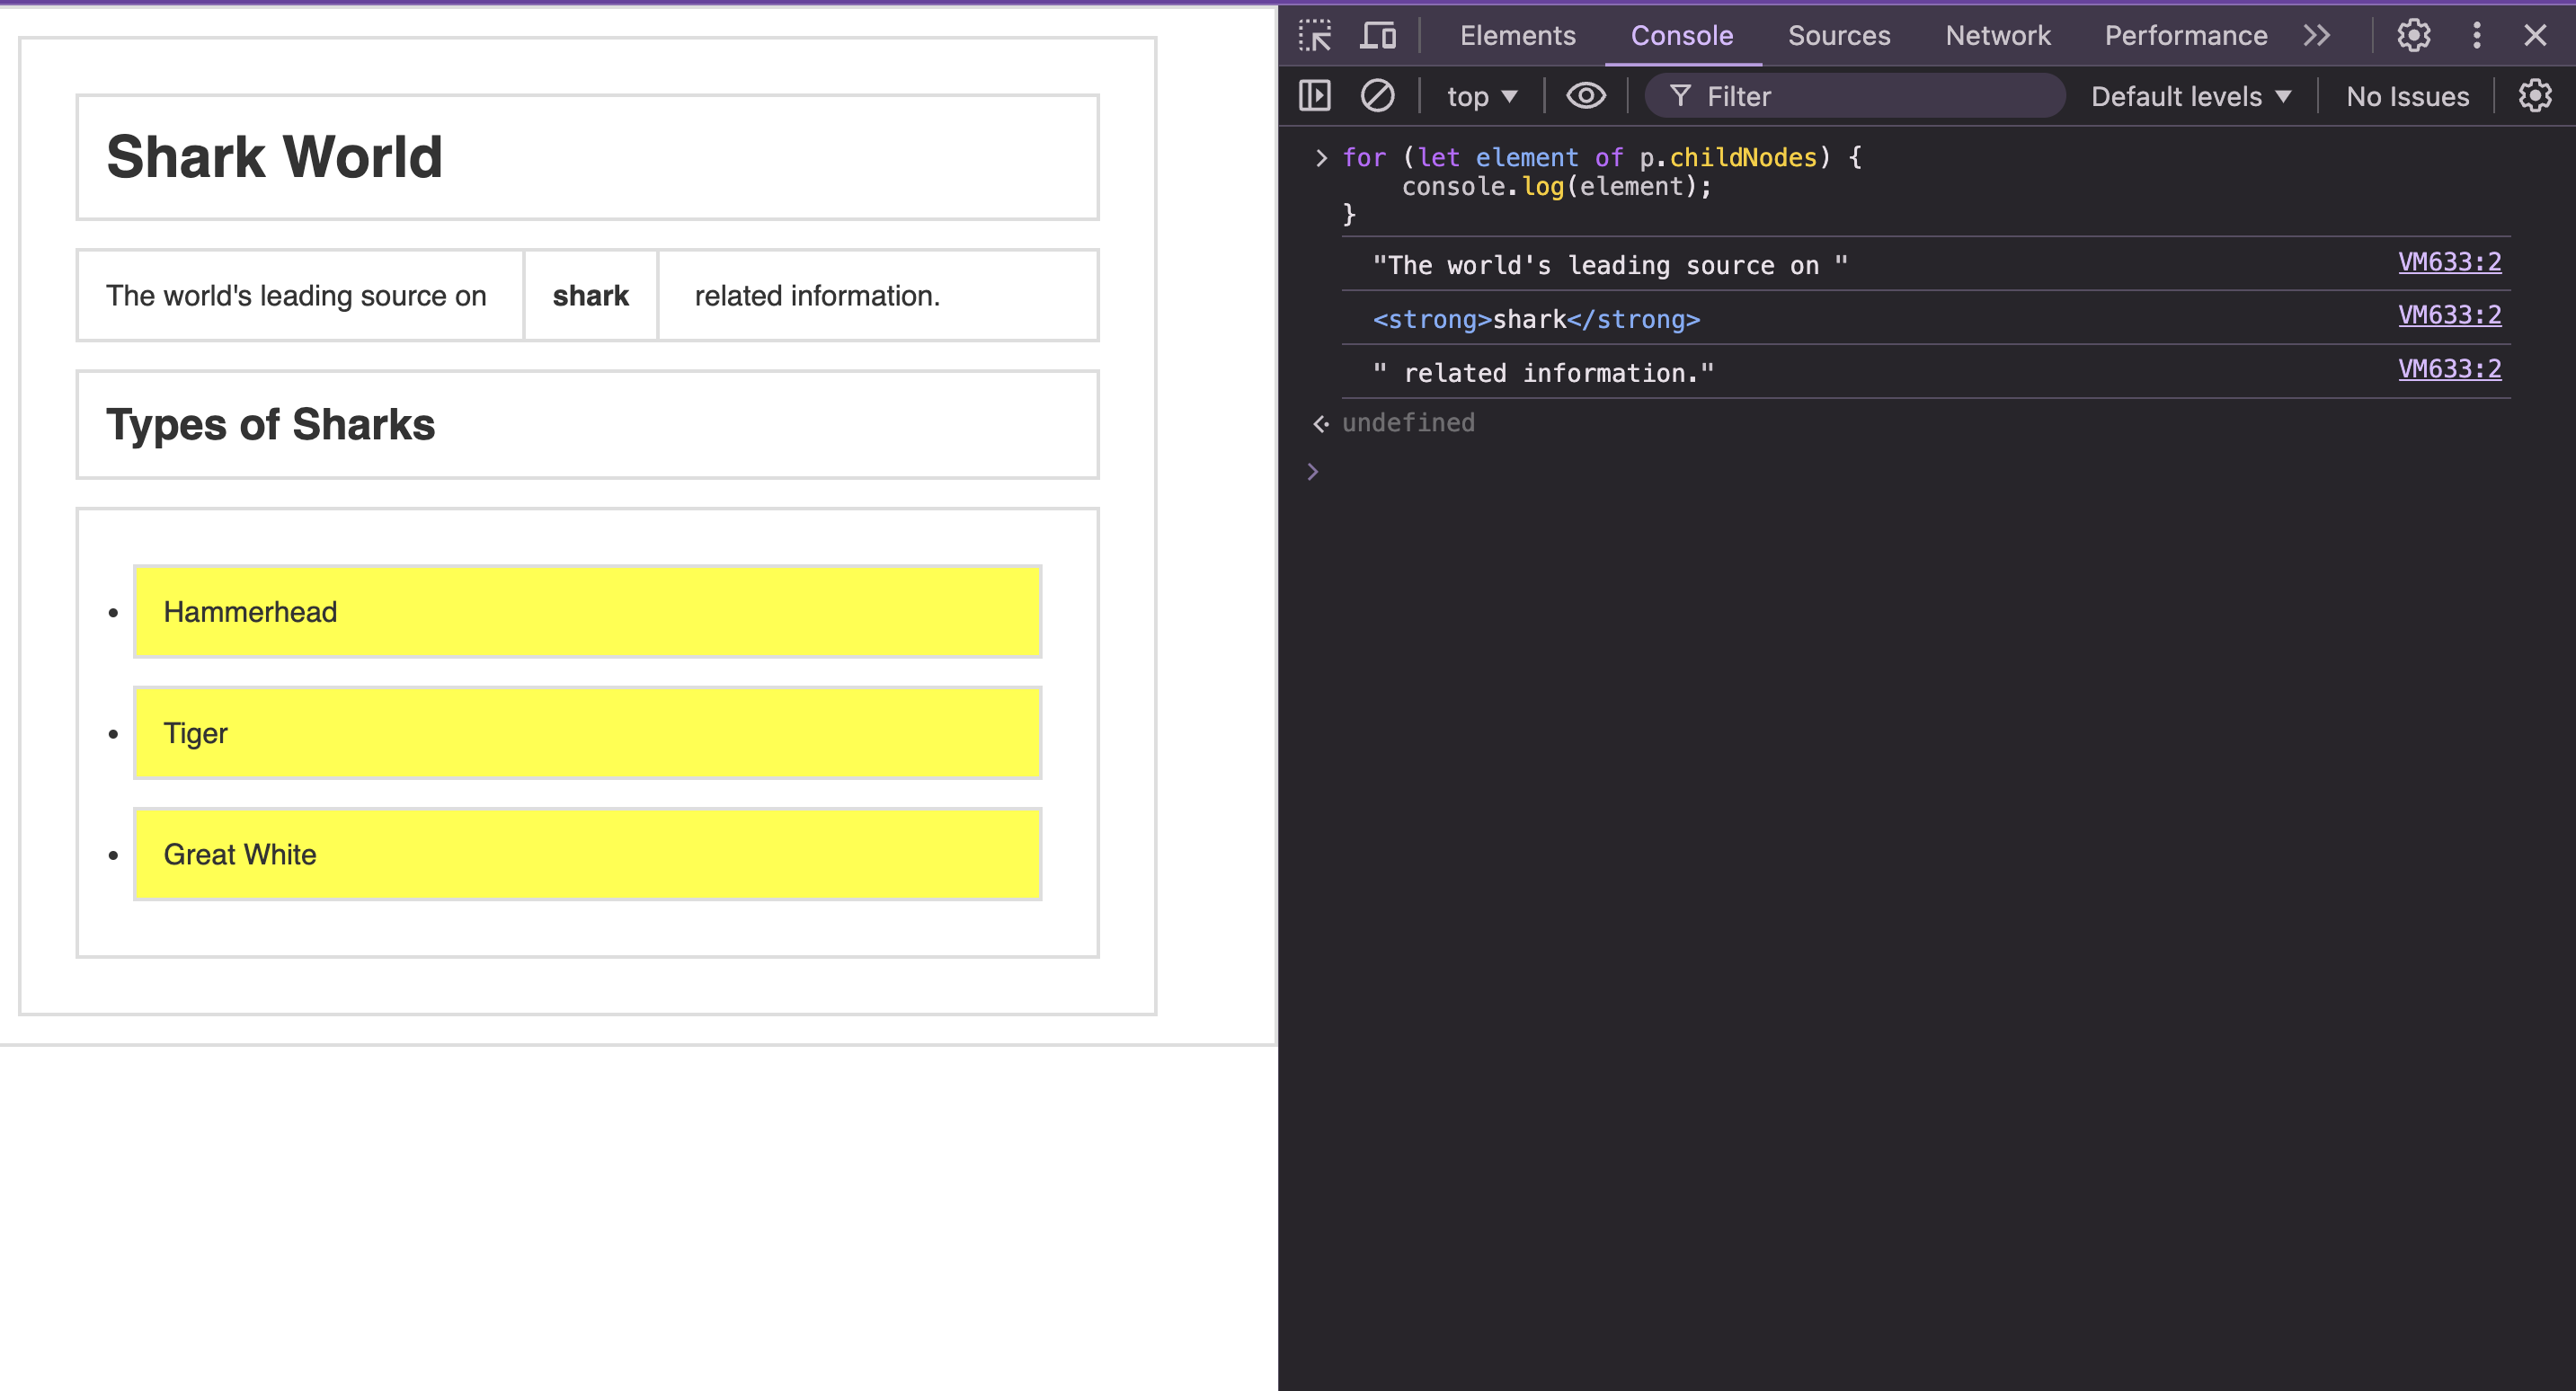 Shark World
The world's leading source on shark related information.
Types of Sharks
• Hammerhead
• Tiger
• Great White
Elements Console Sources Network Performance
top Filter Default levels No Issues
> for (let element of p.childNodes) {
    console.log(element);
}
"The world's leading source on " VM633:2
<strong>shark</strong> VM633:2
" related information." VM633:2
undefined